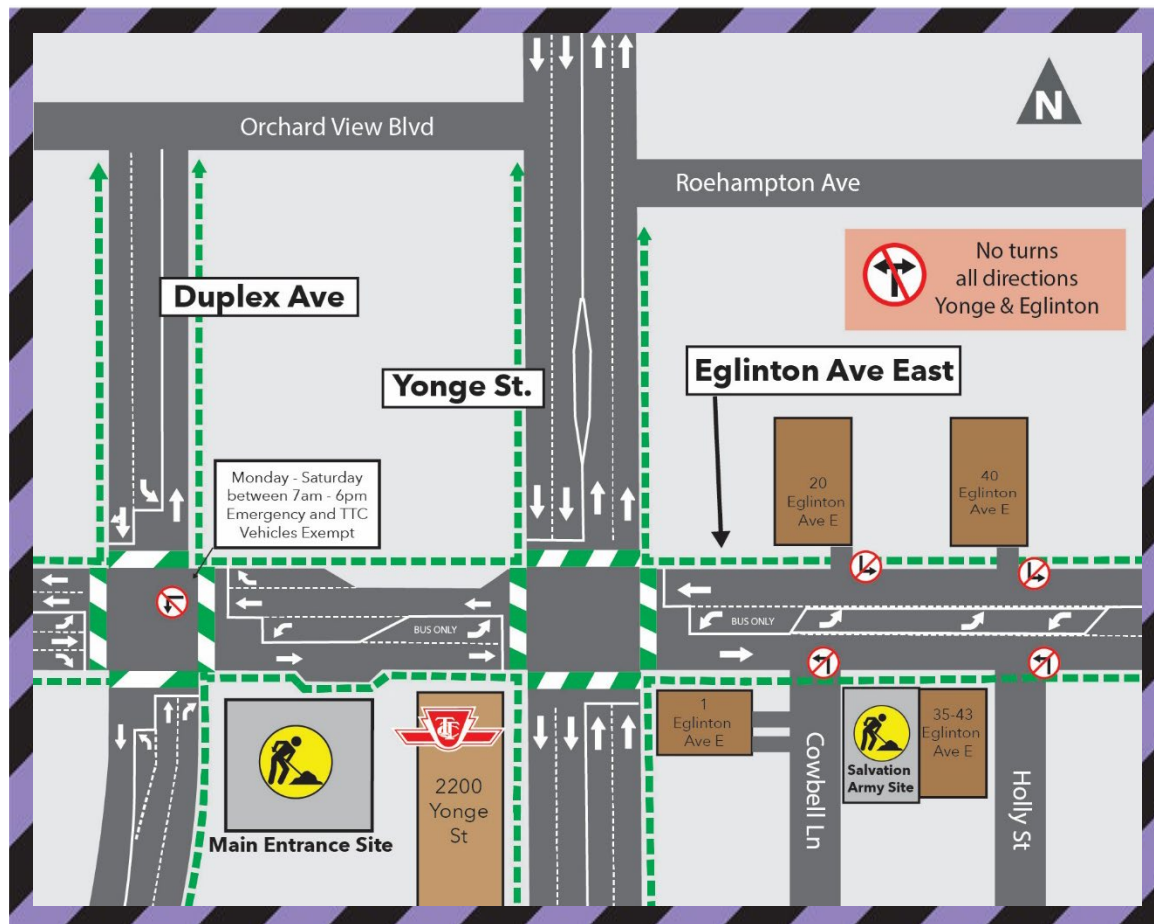 N
Orchard View Blvd
Roehampton Ave
No turns
all directions
Yonge & Eglinton
Duplex Ave
Yonge St.
Eglinton Ave East
Monday - Saturday
between 7am - 6pm
Emergency and TTC
Vehicles Exempt
20
Eglinton
Ave E
40
Eglinton
Ave E
BUS ONLY
BUS ONLY
1
Eglinton
Ave E
Cowbell Ln
Salvation
Army Site
35-43
Eglinton
Ave E
Holly St
TTC
2200
Yonge
St
Main Entrance Site